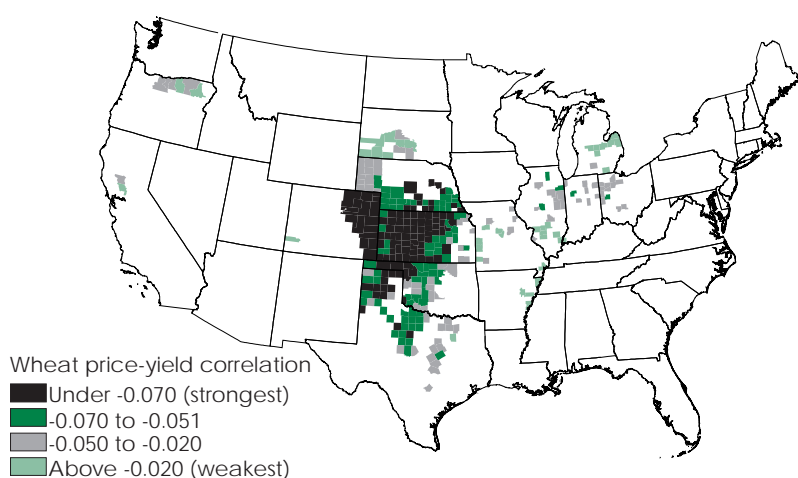 Wheat price-yield correlation
Under -0.070 (strongest)
-0.070 to -0.051
-0.050 to -0.020
Above -0.020 (weakest)